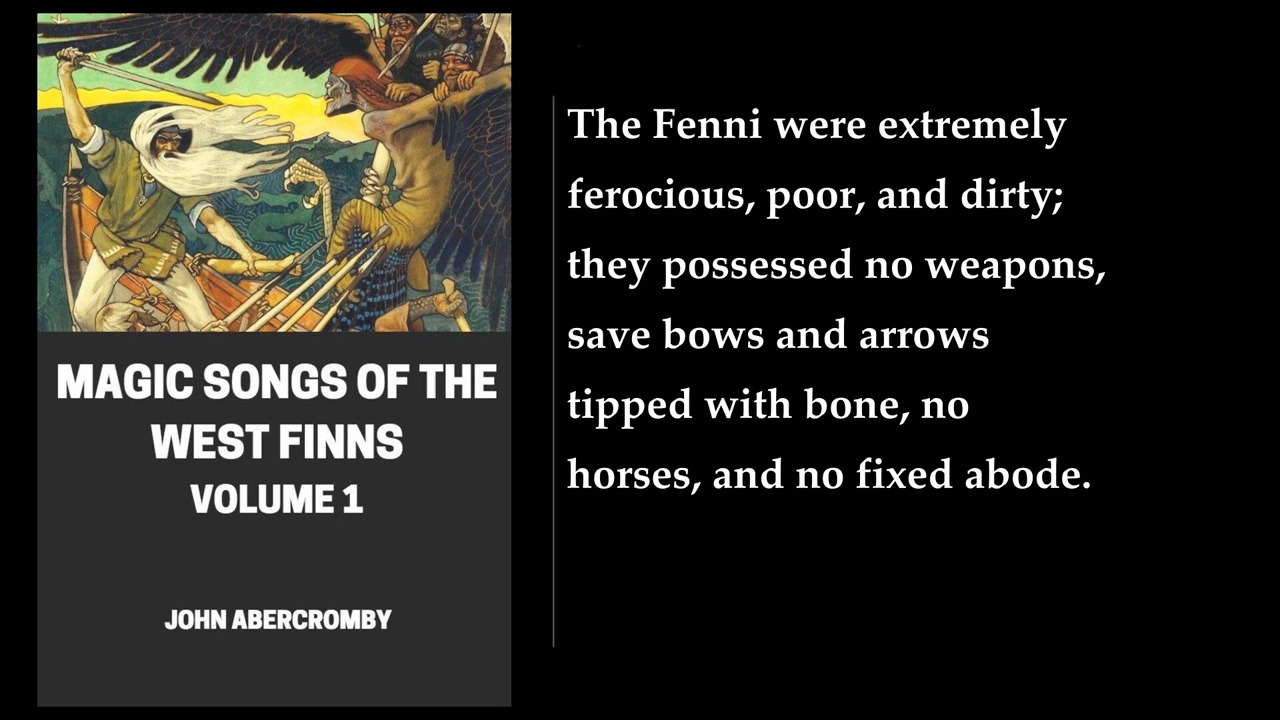 MAGIC SONGS OF THE
WEST FINNS
VOLUME 1
JOHN ABERCROMBY
The Fenni were extremely
ferocious, poor, and dirty;
they possessed no weapons,
save bows and arrows
tipped with bone, no
horses, and no fixed abode.